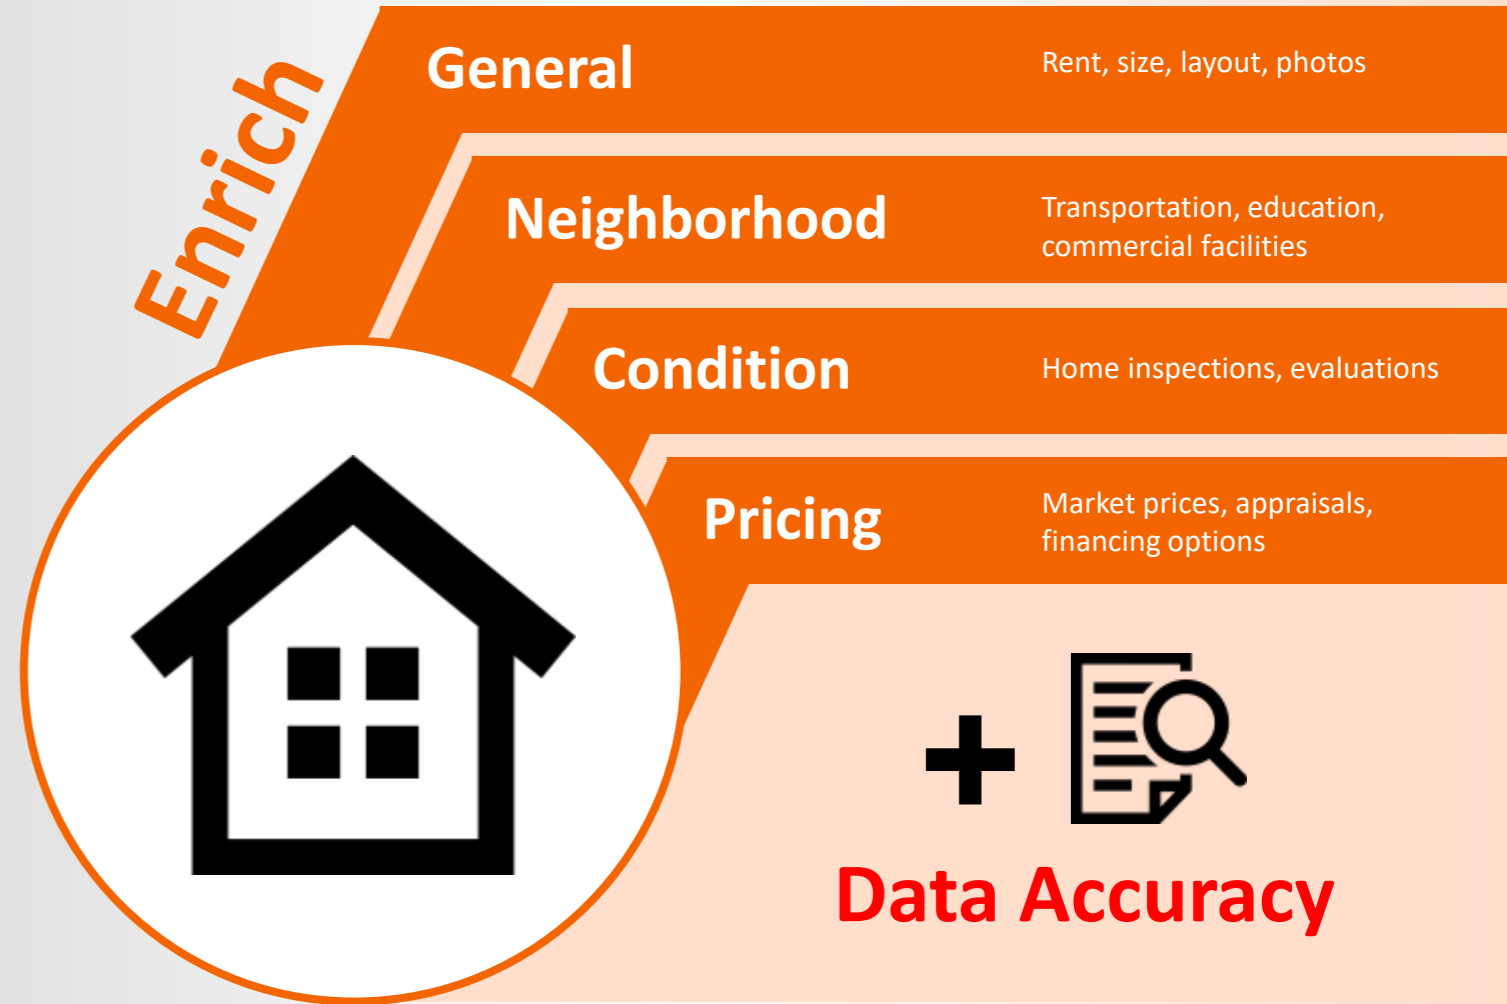 Enrich
General
Rent, size, layout, photos
Neighborhood
Transportation, education,
commercial facilities
Condition
Home inspections, evaluations
Pricing
Market prices, appraisals,
financing options
+
Data Accuracy